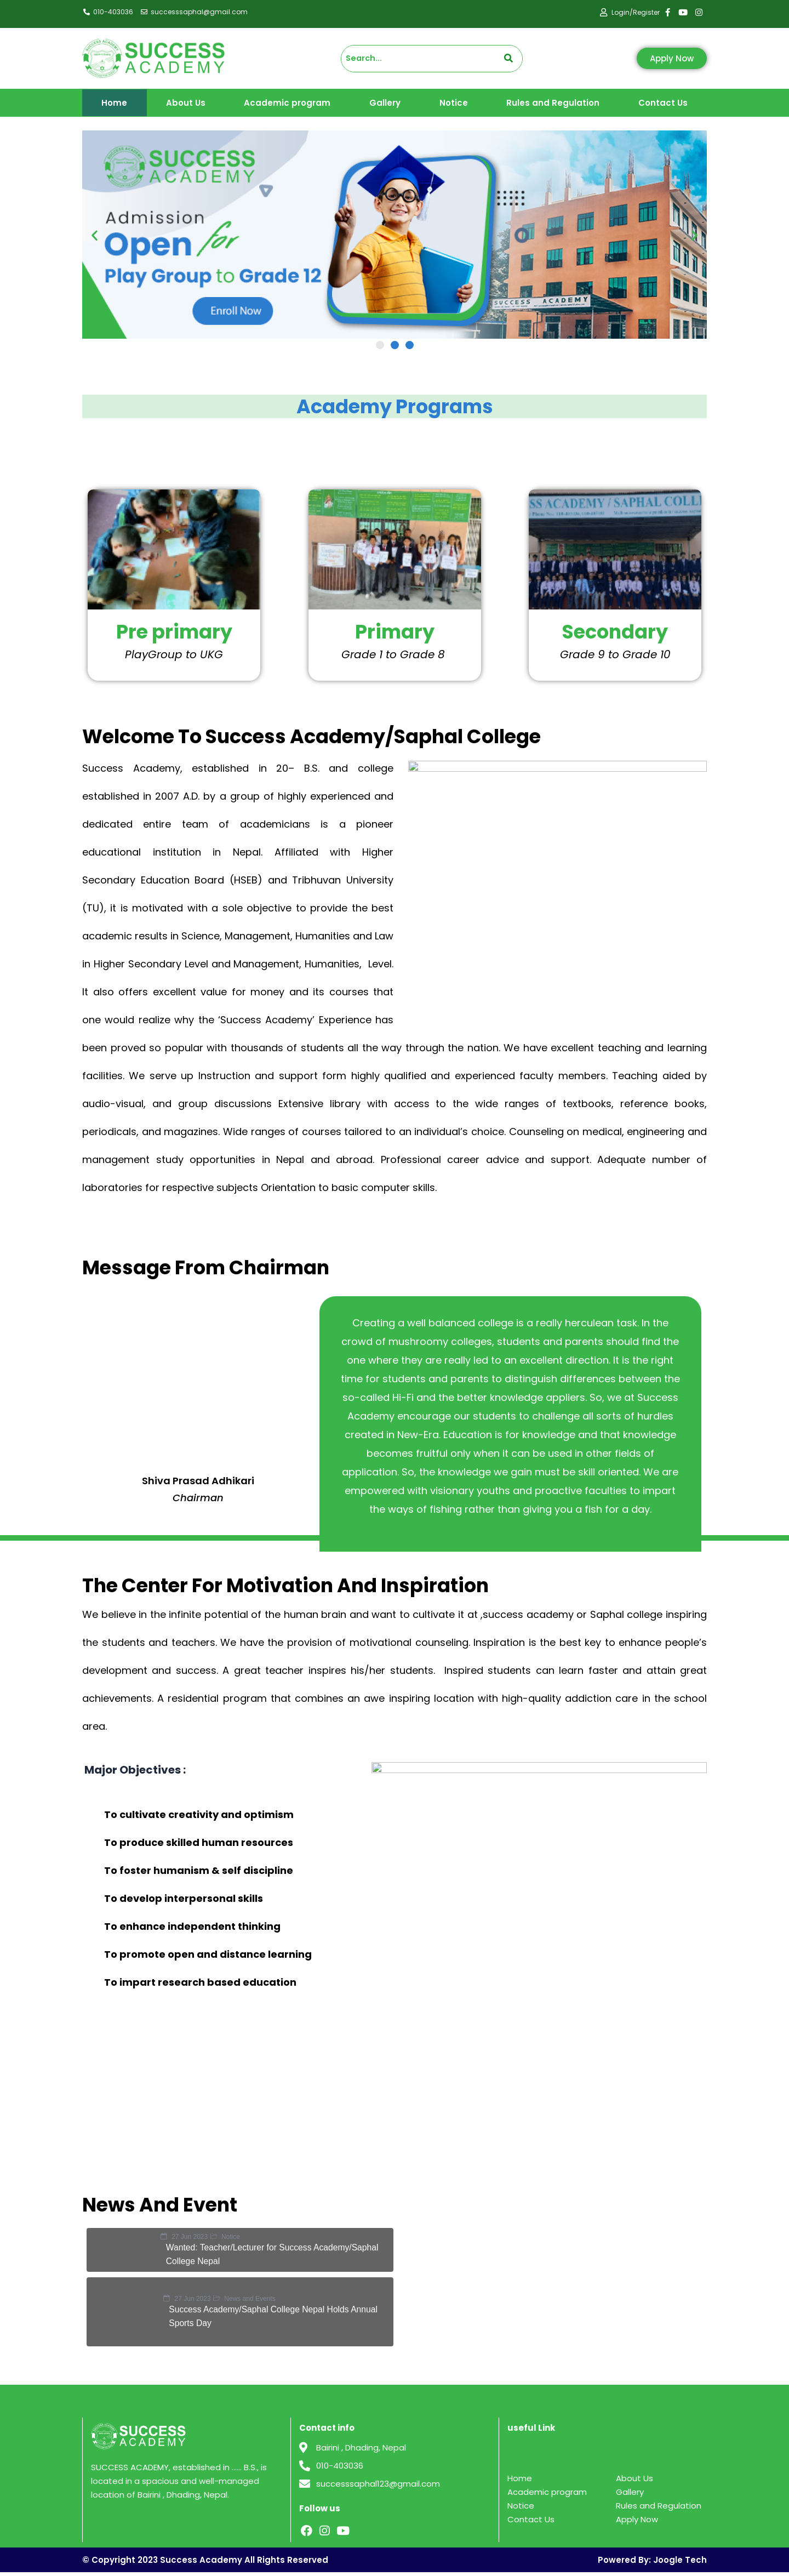 010-403036 successsaphal@gmail.com Login/Register
SUCCESS
ACADEMY
Search...
Apply Now
Home About Us Academic program Gallery Notice Rules and Regulation Contact Us
SUCCESS
ACADEMY
Admission
Open for
Play Group to Grade 12
Enroll Now
SUCCESS ACADEMY
Academy Programs
SS ACADEMY / SAPHAL COLL
Pre primary
PlayGroup to UKG
Primary
Grade 1 to Grade 8
Secondary
Grade 9 to Grade 10
Welcome To Success Academy/Saphal College
Success Academy, established in 20– B.S. and college
established in 2007 A.D. by a group of highly experienced and
dedicated entire team of academicians is a pioneer
educational institution in Nepal. Affiliated with Higher
Secondary Education Board (HSEB) and Tribhuvan University
(TU), it is motivated with a sole objective to provide the best
academic results in Science, Management, Humanities and Law
in Higher Secondary Level and Management, Humanities, Level.
It also offers excellent value for money and its courses that
one would realize why the ‘Success Academy’ Experience has
been proved so popular with thousands of students all the way through the nation. We have excellent teaching and learning
facilities. We serve up Instruction and support form highly qualified and experienced faculty members. Teaching aided by
audio-visual, and group discussions Extensive library with access to the wide ranges of textbooks, reference books,
periodicals, and magazines. Wide ranges of courses tailored to an individual’s choice. Counseling on medical, engineering and
management study opportunities in Nepal and abroad. Professional career advice and support. Adequate number of
laboratories for respective subjects Orientation to basic computer skills.
Message From Chairman
Creating a well balanced college is a really herculean task. In the
crowd of mushroomy colleges, students and parents should find the
one where they are really led to an excellent direction. It is the right
time for students and parents to distinguish differences between the
so-called Hi-FI and the better knowledge appliers. So, we at Success
Academy encourage our students to challenge all sorts of hurdles
created in New-Era. Education is for knowledge and that knowledge
becomes fruitful only when it can be used in other fields of
application. So, the knowledge we gain must be skill oriented. We are
empowered with visionary youths and proactive faculties to impart
the ways of fishing rather than giving you a fish for a day.
Shiva Prasad Adhikari
Chairman
The Center For Motivation And Inspiration
We believe in the infinite potential of the human brain and want to cultivate it at ,success academy or Saphal college inspiring
the students and teachers. We have the provision of motivational counseling. Inspiration is the best key to enhance people’s
development and success. A great teacher inspires his/her students. Inspired students can learn faster and attain great
achievements. A residential program that combines an awe inspiring location with high-quality addiction care in the school
area.
Major Objectives :
To cultivate creativity and optimism
To produce skilled human resources
To foster humanism & self discipline
To develop interpersonal skills
To enhance independent thinking
To promote open and distance learning
To impart research based education
News And Event
27 Jun 2023 Notice
Wanted: Teacher/Lecturer for Success Academy/Saphal
College Nepal
27 Jun 2023 News and Events
Success Academy/Saphal College Nepal Holds Annual
Sports Day
SUCCESS
ACADEMY
SUCCESS ACADEMY, established in ...... B.S., is
located in a spacious and well-managed
location of Bairini , Dhading, Nepal.
Contact info
Bairini , Dhading, Nepal
010-403036
successsaphal123@gmail.com
Follow us
useful Link
Home
Academic program
Notice
Contact Us
About Us
Gallery
Rules and Regulation
Apply Now
© Copyright 2023 Success Academy All Rights Reserved
Powered By: Joogle Tech